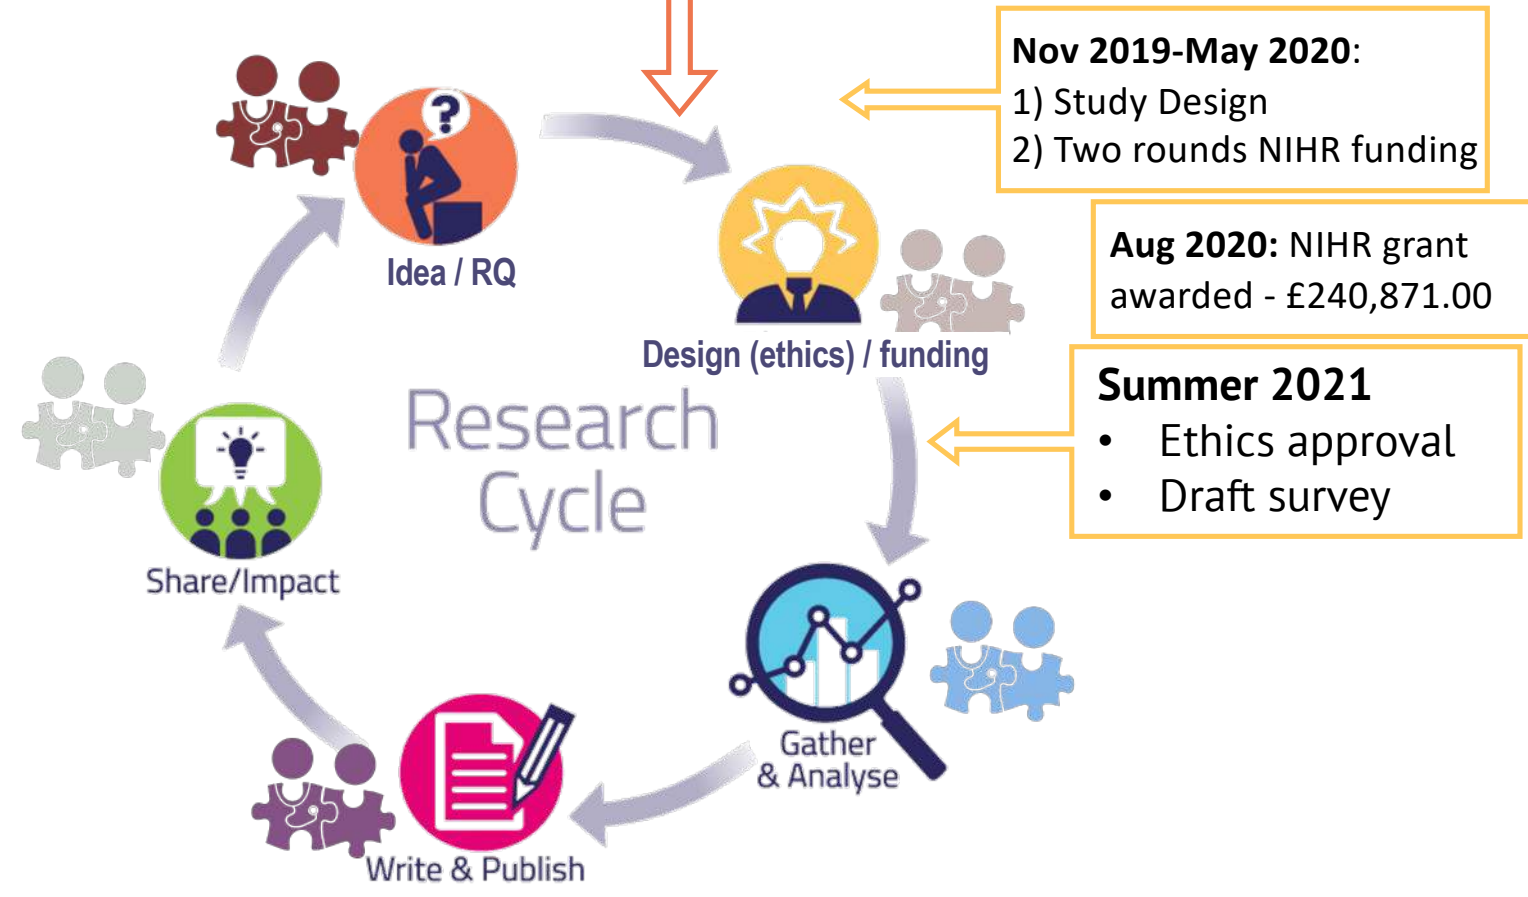 Nov 2019-May 2020:
1) Study Design
2) Two rounds NIHR funding
?
Idea / RQ
Aug 2020: NIHR grant
awarded - £240,871.00
Design (ethics) / funding
Summer 2021
• Ethics approval
• Draft survey
Research
Cycle
Share/Impact
Gather
& Analyse
Write & Publish